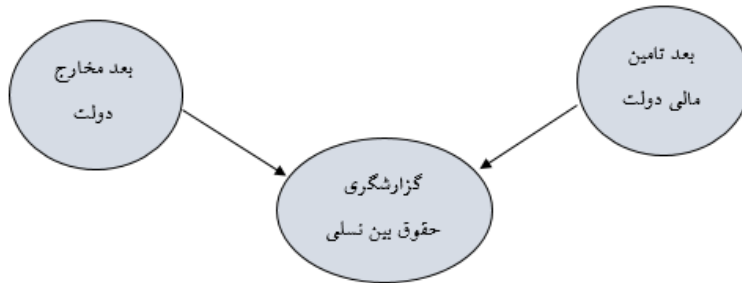 بعد تامین
مالی دولت
بعد مخارج
دولت
گزارشگری
حقوق بین نسلی